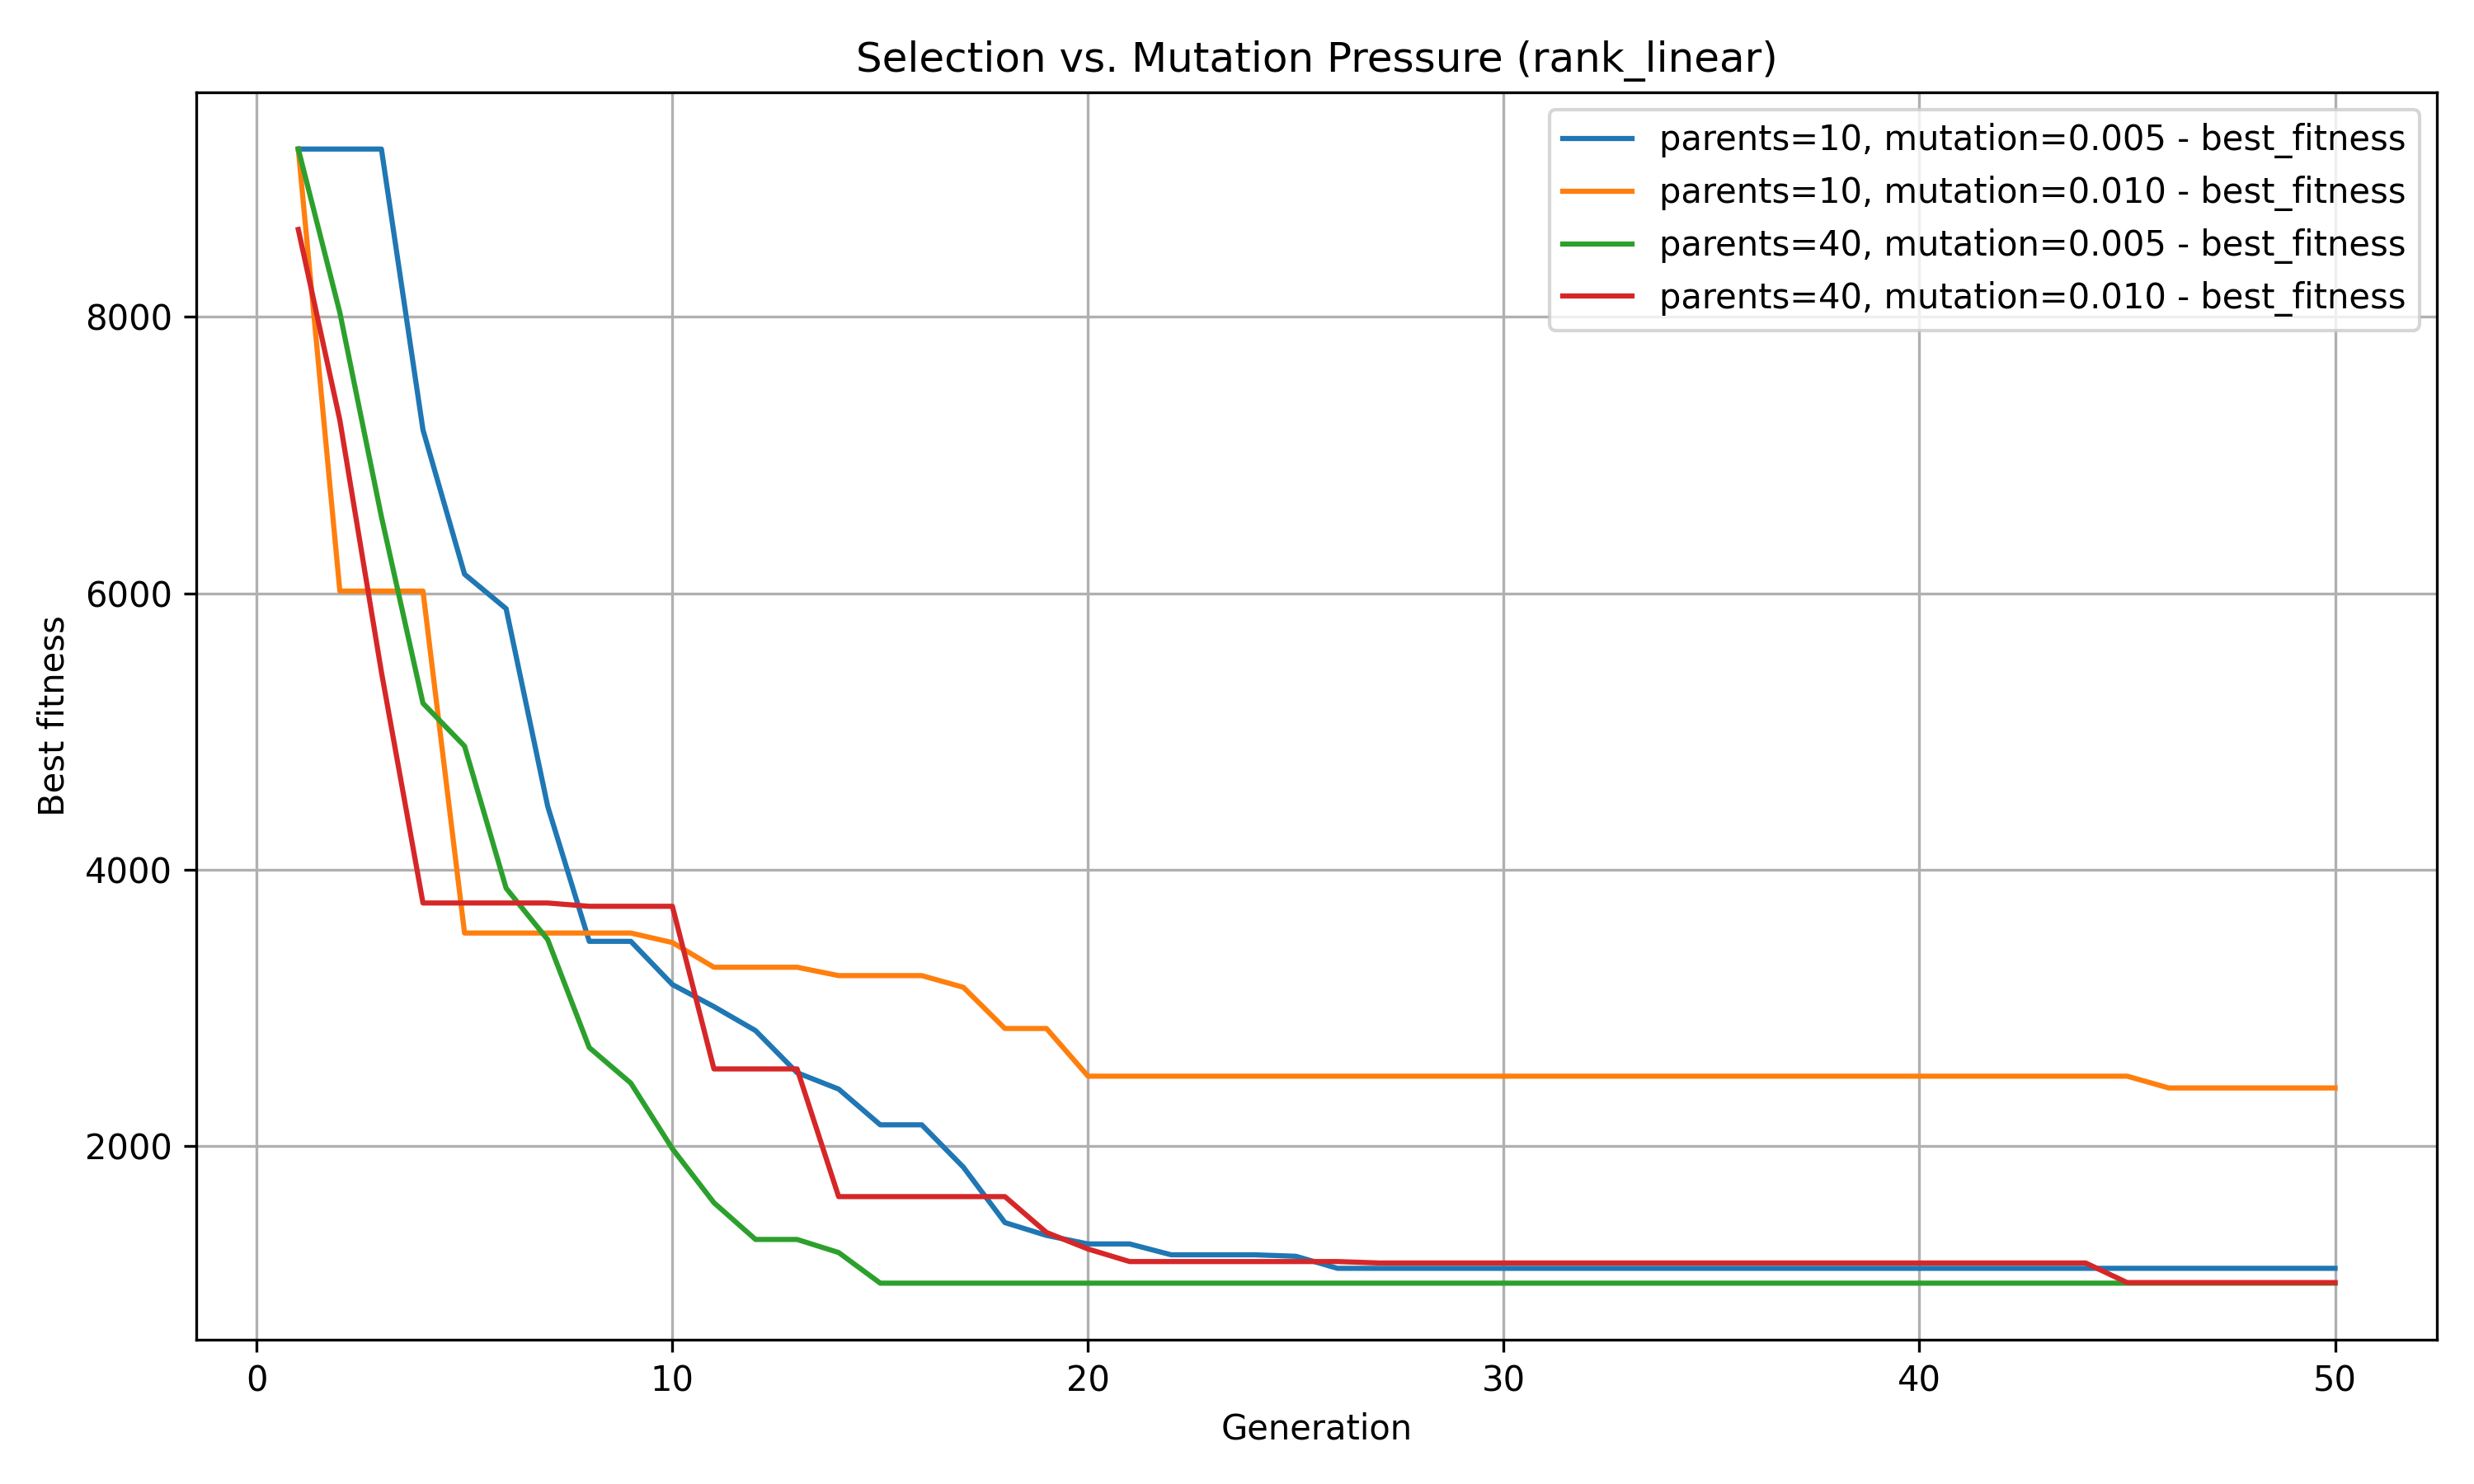 Selection vs. Mutation Pressure (rank_linear)
parents=10, mutation=0.005 - best_fitness
parents=10, mutation=0.010 - best_fitness
parents=40, mutation=0.005 - best_fitness
parents=40, mutation=0.010 - best_fitness
8000
6000
4000
2000
Best fitness
0 10 20 30 40 50
Generation